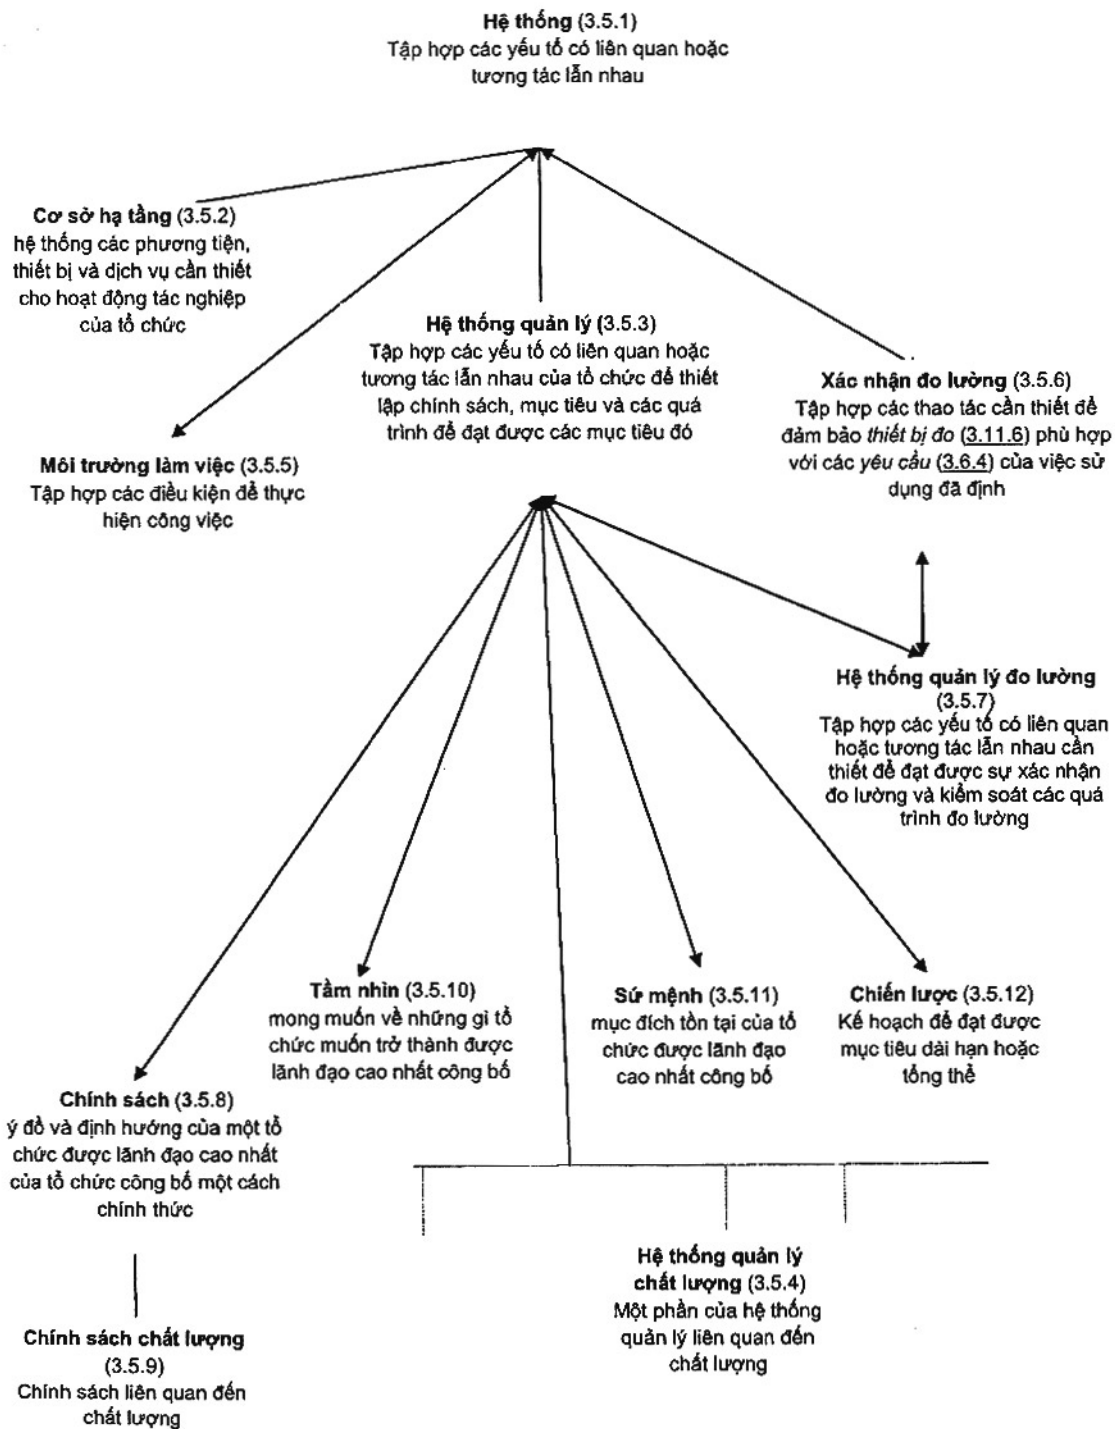 Hệ thống (3.5.1)
Tập hợp các yếu tố có liên quan hoặc
tương tác lẫn nhau
Cơ sở hạ tầng (3.5.2)
hệ thống các phương tiện,
thiết bị và dịch vụ cần thiết
cho hoạt động tác nghiệp
của tổ chức
Hệ thống quản lý (3.5.3)
Tập hợp các yếu tố có liên quan hoặc
tương tác lẫn nhau của tổ chức để thiết
lập chính sách, mục tiêu và các quá
trình để đạt được các mục tiêu đó
Xác nhận đo lường (3.5.6)
Tập hợp các thao tác cần thiết để
đảm bảo thiết bị đo (3.11.6) phù hợp
với các yêu cầu (3.6.4) của việc sử
dụng đã định
Môi trường làm việc (3.5.5)
Tập hợp các điều kiện để thực
hiện công việc
Hệ thống quản lý đo lường
(3.5.7)
Tập hợp các yếu tố có liên quan
hoặc tương tác lẫn nhau cần
thiết để đạt được sự xác nhận
đo lường và kiểm soát các quá
trình đo lường
Tầm nhìn (3.5.10)
mong muốn về những gì tổ
chức muốn trở thành được
lãnh đạo cao nhất công bố
Sứ mệnh (3.5.11)
mục đích tồn tại của tổ
chức được lãnh đạo
cao nhất công bố
Chiến lược (3.5.12)
Kế hoạch để đạt được
mục tiêu dài hạn hoặc
tổng thể
Chính sách (3.5.8)
ý đồ và định hướng của một tổ
chức được lãnh đạo cao nhất
của tổ chức công bố một cách
chính thức
Hệ thống quản lý
chất lượng (3.5.4)
Một phần của hệ thống
quản lý liên quan đến
chất lượng
Chính sách chất lượng
(3.5.9)
Chính sách liên quan đến
chất lượng